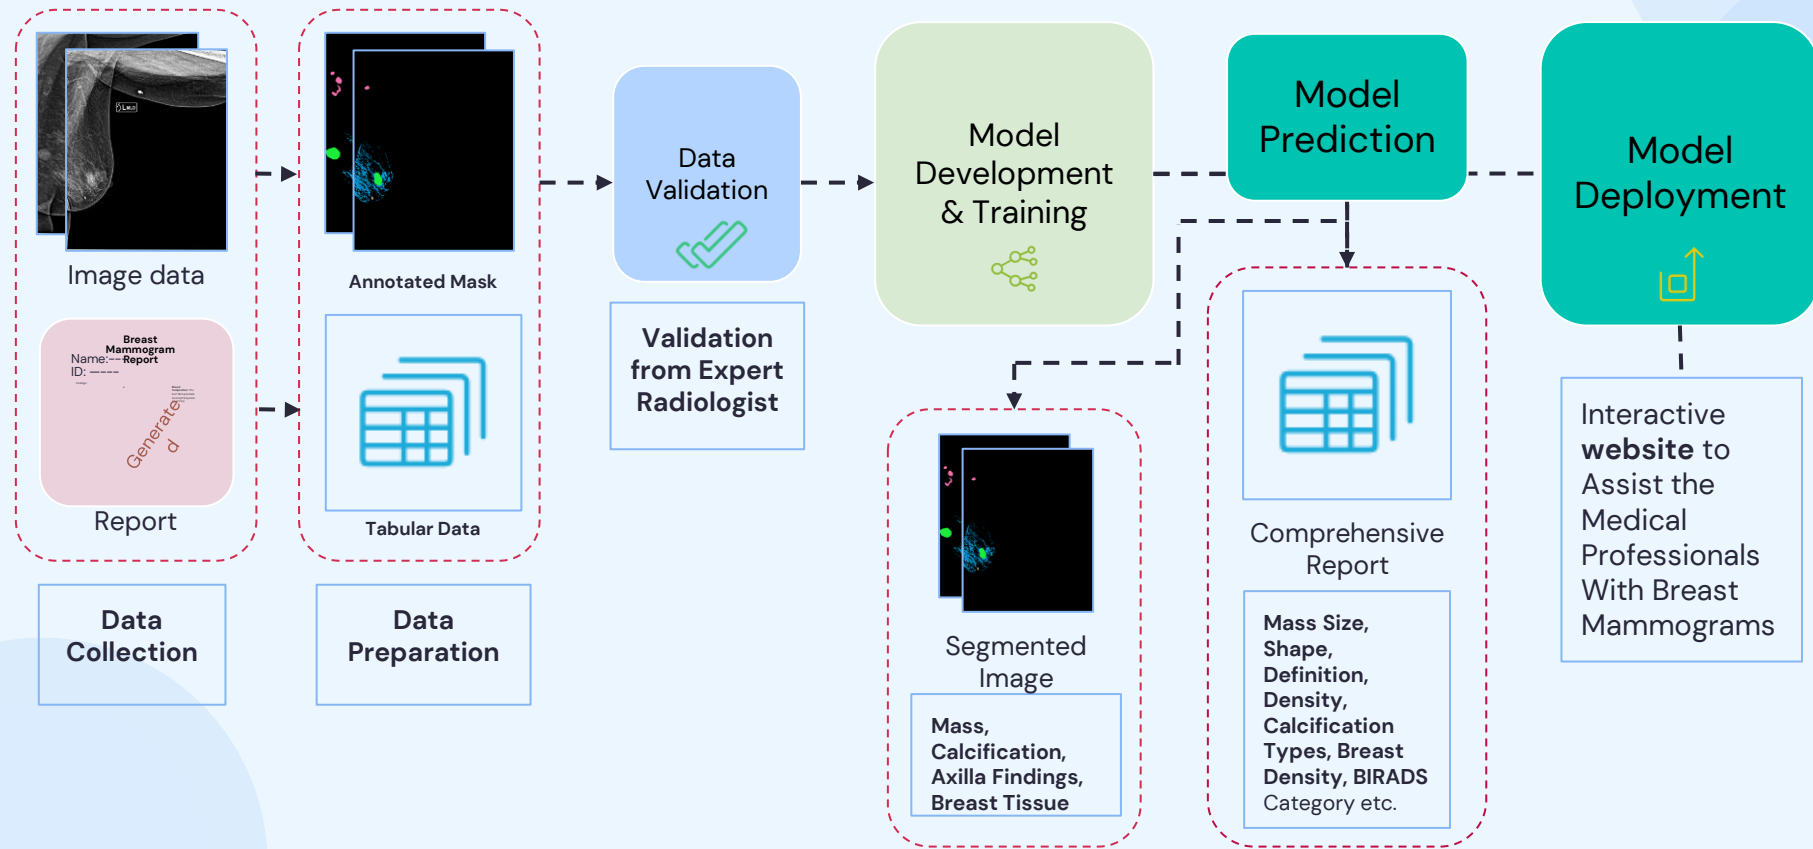 L MLO
Image data
Breast
Mammogram
Report
Name:---
ID: ----
Generate
d
Report
Data
Collection
Annotated Mask
Tabular Data
Data
Preparation
Data
Validation
Validation
from Expert
Radiologist
Model
Development
& Training
Model
Prediction
Segmented
Image
Mass,
Calcification,
Axilla Findings,
Breast Tissue
Comprehensive
Report
Mass Size,
Shape,
Definition,
Density,
Calcification
Types, Breast
Density, BIRADS
Category etc.
Model
Deployment
Interactive
website to
Assist the
Medical
Professionals
With Breast
Mammograms